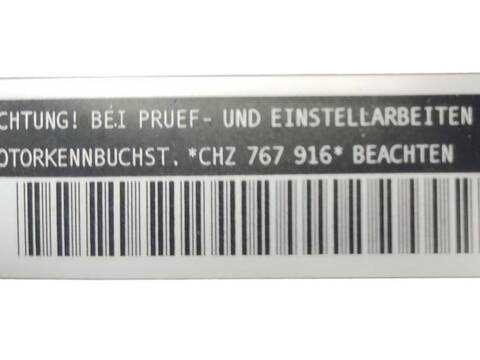 CHTUNG! BEI PRUEF- UND EINSTELLARBEITEN
OTORKENNBUCHST. *CHZ 767 916* BEACHTEN